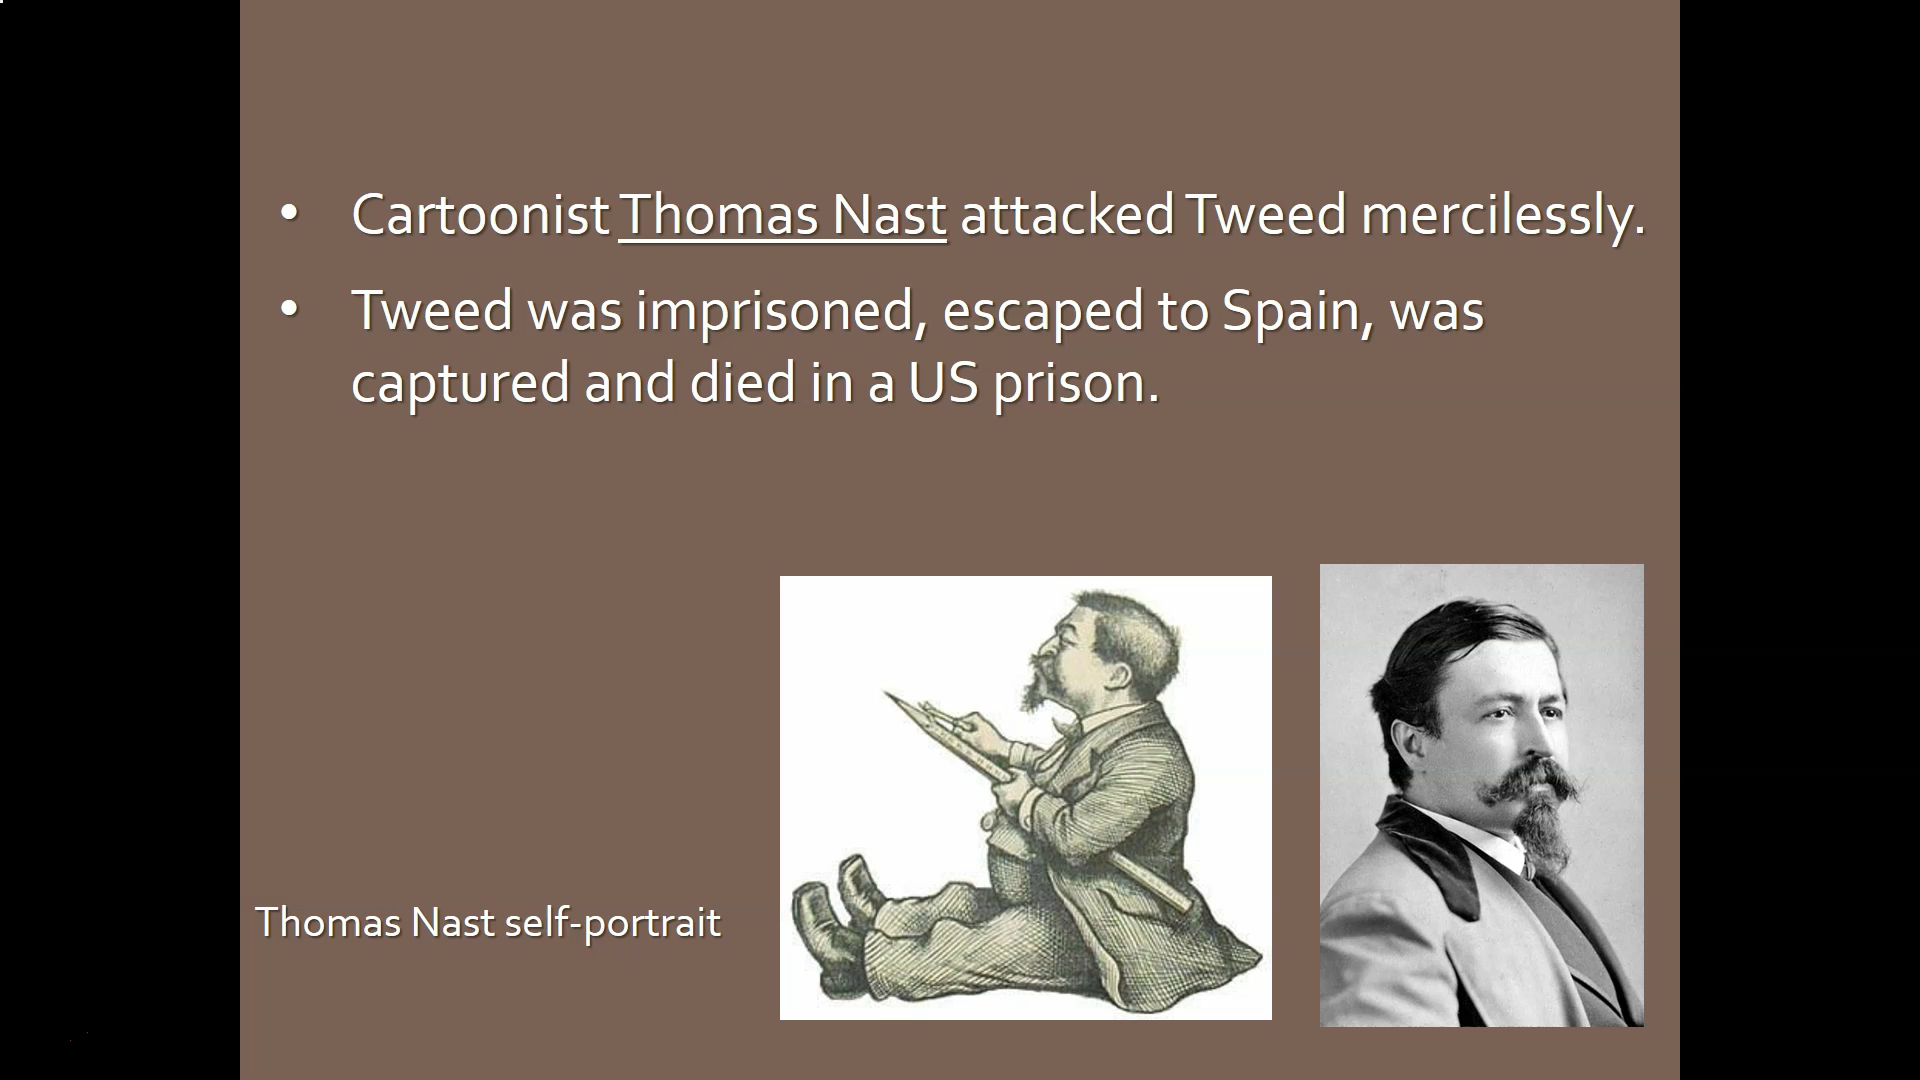 • Cartoonist Thomas Nast attacked Tweed mercilessly.
• Tweed was imprisoned, escaped to Spain, was
captured and died in a US prison.
Thomas Nast self-portrait